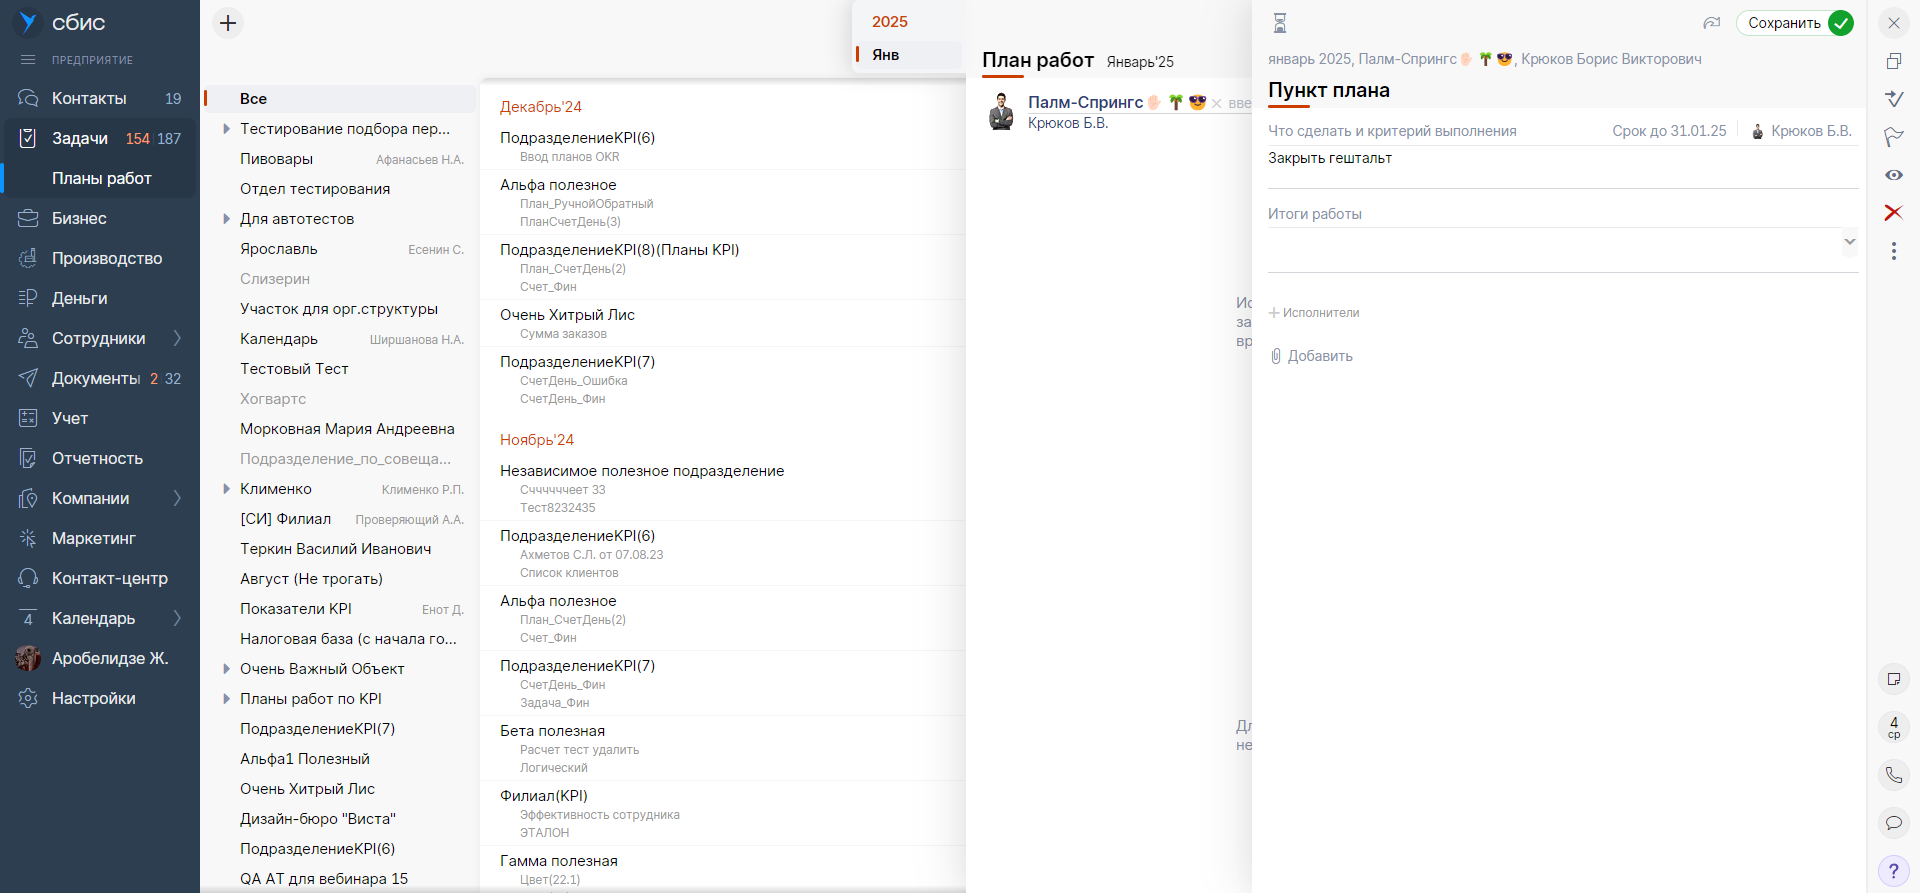 сбис
ПРЕДПРИЯТИЕ
Контакты 19
Задачи 154 187
Планы работ
Бизнес
Производство
Деньги
Сотрудники
Документы 2 32
Учет
Отчетность
Компании
Маркетинг
Контакт-центр
4 Календарь
Аробелидзе Ж.
Настройки
Все
Тестирование подбора пер...
Пивовары Афанасьев Н.А.
Отдел тестирования
Для автотестов
Ярославль Есенин С.
Слизерин
Участок для орг.структуры
Календарь Ширшанова Н.А.
Тестовый Тест
Хогвартс
Морковная Мария Андреевна
Подразделение_по_совеща...
Клименко Клименко Р.П.
[СИ] Филиал Проверяющий А.А.
Теркин Василий Иванович
Август (Не трогать)
Показатели KPI Енот Д.
Налоговая база (с начала го...
Очень Важный Объект
Планы работ по KPI
ПодразделениеKPI(7)
Альфа1 Полезный
Очень Хитрый Лис
Дизайн-бюро "Виста"
ПодразделениеKPI(6)
QA АТ для вебинара 15
2025
Янв
Декабрь'24
ПодразделениеKPI(6)
Ввод планов OKR
Альфа полезное
План_РучнойОбратный
ПланСчетДень(3)
ПодразделениеKPI(8)(Планы KPI)
План_СчетДень(2)
Счет_Фин
Очень Хитрый Лис
Сумма заказов
ПодразделениеKPI(7)
СчетДень_Ошибка
СчетДень_Фин
Ноябрь'24
Независимое полезное подразделение
Счччччеет 33
Тест8232435
ПодразделениеKPI(6)
Ахметов С.Л. от 07.08.23
Список клиентов
Альфа полезное
План_СчетДень(2)
Счет_Фин
ПодразделениеKPI(7)
СчетДень_Фин
Задача_Фин
Бета полезная
Расчет тест удалить
Логический
Филиал(KPI)
Эффективность сотрудника
ЭТАЛОН
Гамма полезная
Цвет(22.1)
План работ Январь'25
Палм-Спрингс🖐🏻🌴😎 × вве
Крюков Б.В.
Ис
за
вр
Дл
не
Сохранить
январь 2025, Палм-Спрингс🖐🏻🌴😎, Крюков Борис Викторович
Пункт плана
Что сделать и критерий выполнения Срок до 31.01.25 Крюков Б.В.
Закрыть гештальт
Итоги работы
+ Исполнители
Добавить
4
ср
?